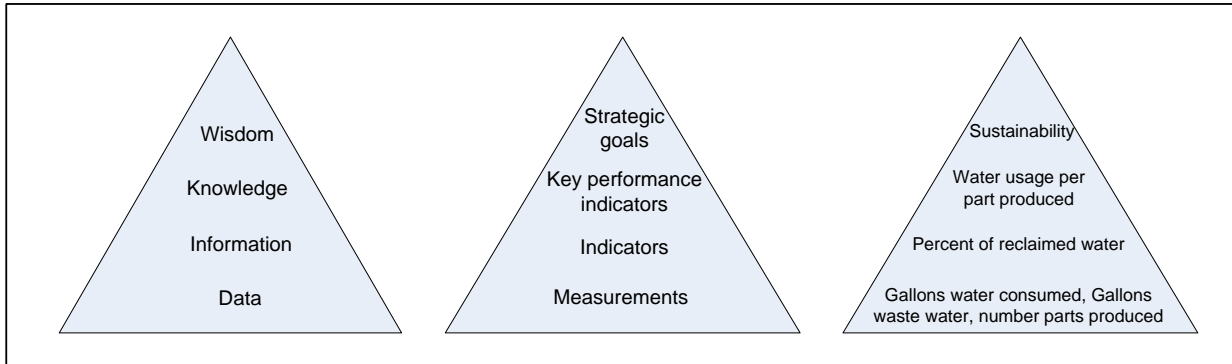 Wisdom
Knowledge
Information
Data
Strategic
goals
Key performance
indicators
Indicators
Measurements
Sustainability
Water usage per
part produced
Percent of reclaimed water
Gallons water consumed, Gallons
waste water, number parts produced